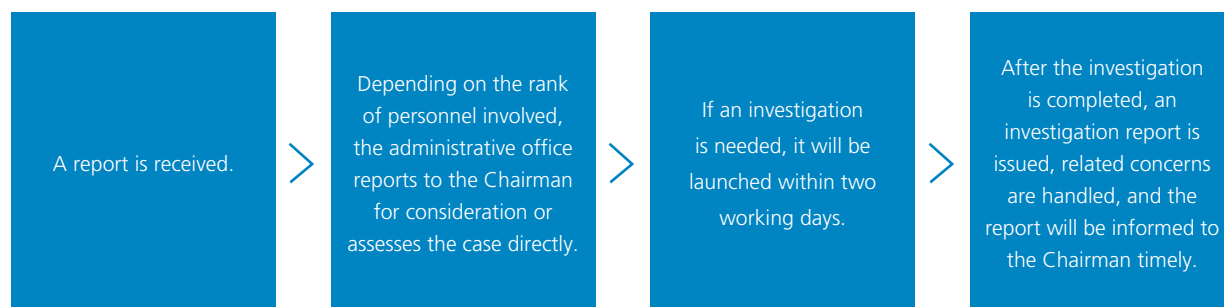 A report is received.
Depending on the rank
of personnel involved,
the administrative office
reports to the Chairman
for consideration or
assesses the case directly.
If an investigation
is needed, it will be
launched within two
working days.
After the investigation
is completed, an
investigation report is
issued, related concerns
are handled, and the
report will be informed to
the Chairman timely.